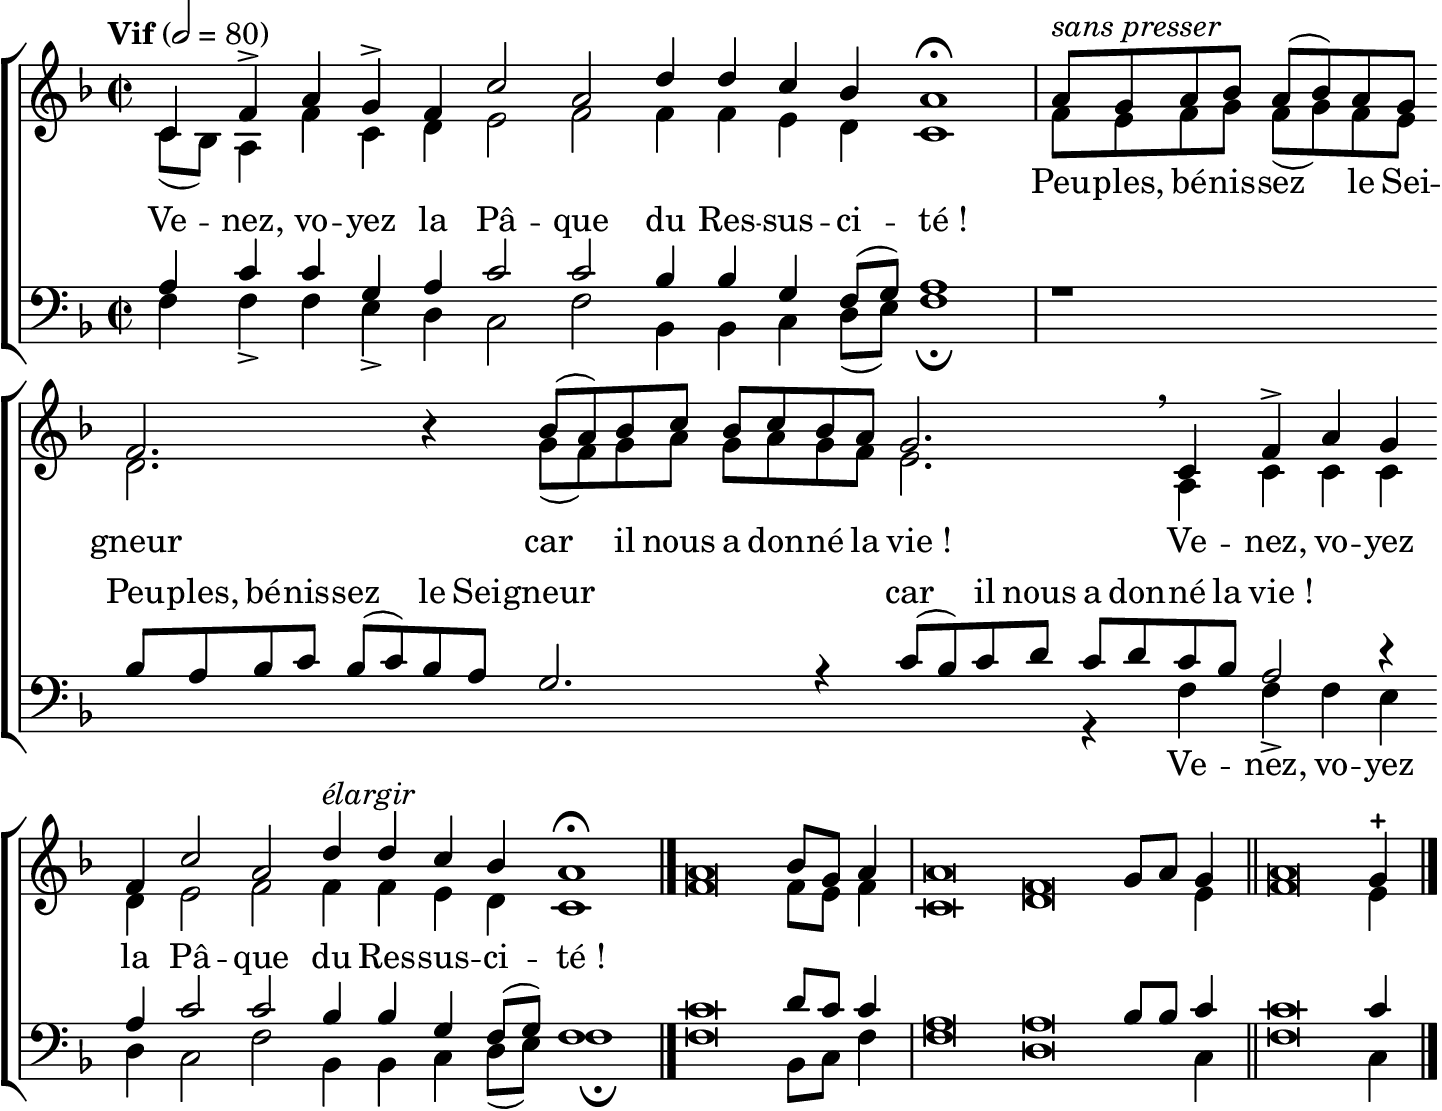 Vif (𝅗𝅥 = 80)
sans presser
Peuples, bénissez le Sei -
Ve - nez, vo - yez la Pâ - que du Res - sus - ci - té !
gneur car il nous a donné la vie ! Ve - nez, vo - yez
Peuples, bénissez le Seigneur car il nous a donné la vie !
Ve - nez, vo - yez
élargir
la Pâ - que du Res - sus - ci - té !